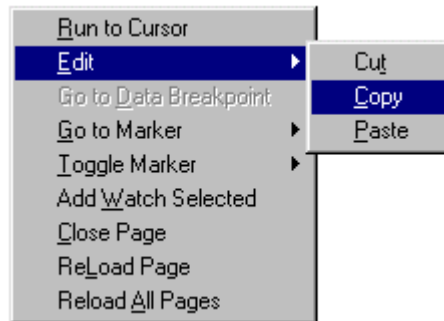 Run to Cursor
Edit
Go to Data Breakpoint
Go to Marker
Toggle Marker
Add Watch Selected
Close Page
ReLoad Page
Reload All Pages
Cut
Copy
Paste